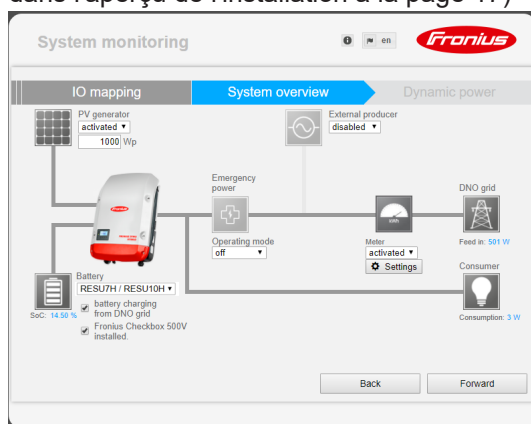 dans l'aperçu de l'installation à la page 47)
System monitoring
en
Fronius
IO mapping
System overview
Dynamic power
PV generator
activated
1000 Wp
External producer
disabled
Emergency
power
Operating mode
off
Meter
activated
Settings
DNO grid
Feed in: 501 W
Consumer
Consumption: 3 W
Battery
RESU7H / RESU10H
battery charging
from DNO grid
Fronius Checkbox 500V
installed.
SoC: 14.50 %
Back
Forward